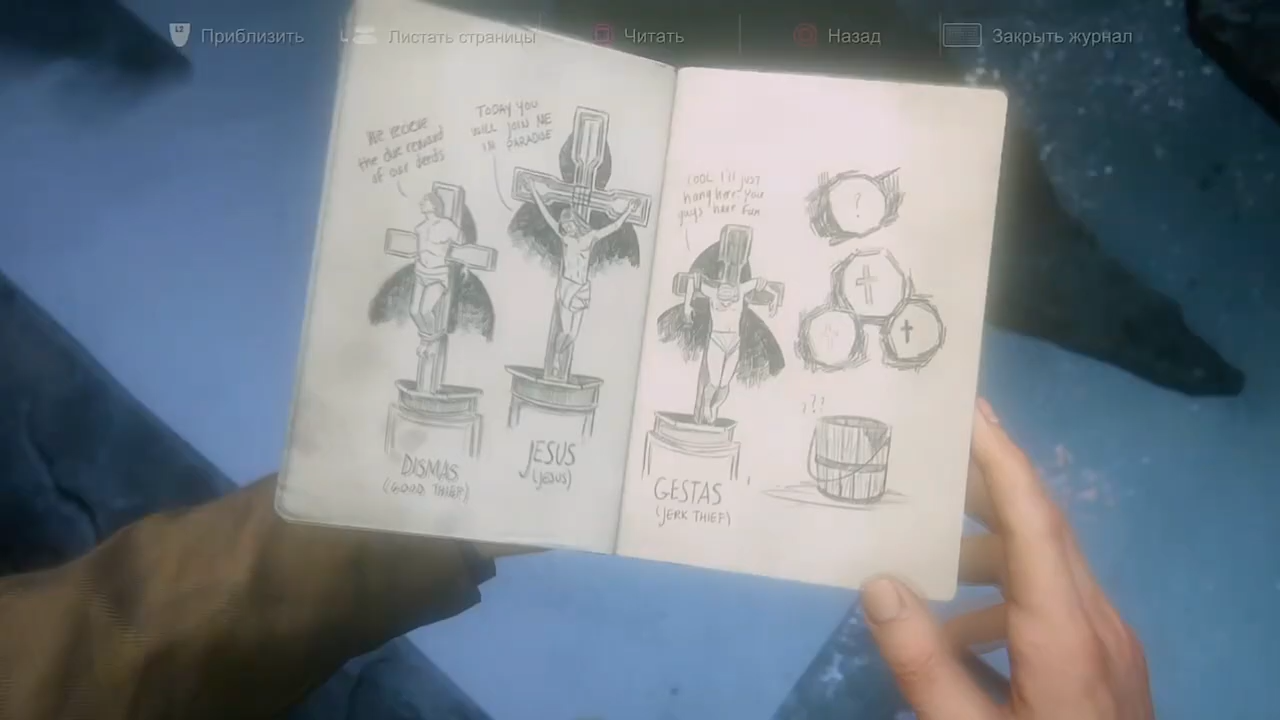 L2 Приблизить
Листать страницы
Читать
Назад
Закрыть журнал
We recieve
the due reward
of our deeds
TODAY YOU
WILL JOIN ME
IN PARADISE
COOL I'll just
hang here you
guys have fun
?
???
DISMAS
(GOOD THIEF)
JESUS
(JESUS)
GESTAS
(JERK THIEF)